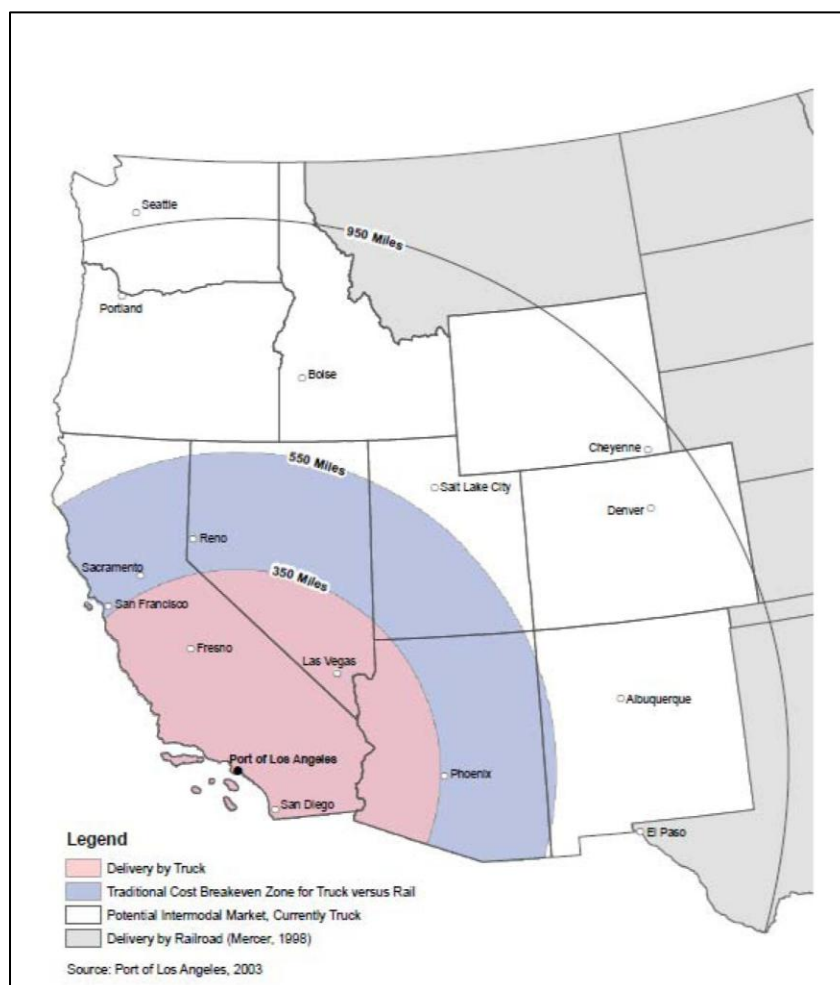 Seattle
950 Miles
Portland
Boise
Cheyenne
550 Miles
Salt Lake City
Denver
Reno
Sacramento
350 Miles
San Francisco
Fresno
Las Vegas
Albuquerque
Port of Los Angeles
Phoenix
San Diego
El Paso
Legend
Delivery by Truck
Traditional Cost Breakeven Zone for Truck versus Rail
Potential Intermodal Market, Currently Truck
Delivery by Railroad (Mercer, 1998)
Source: Port of Los Angeles, 2003